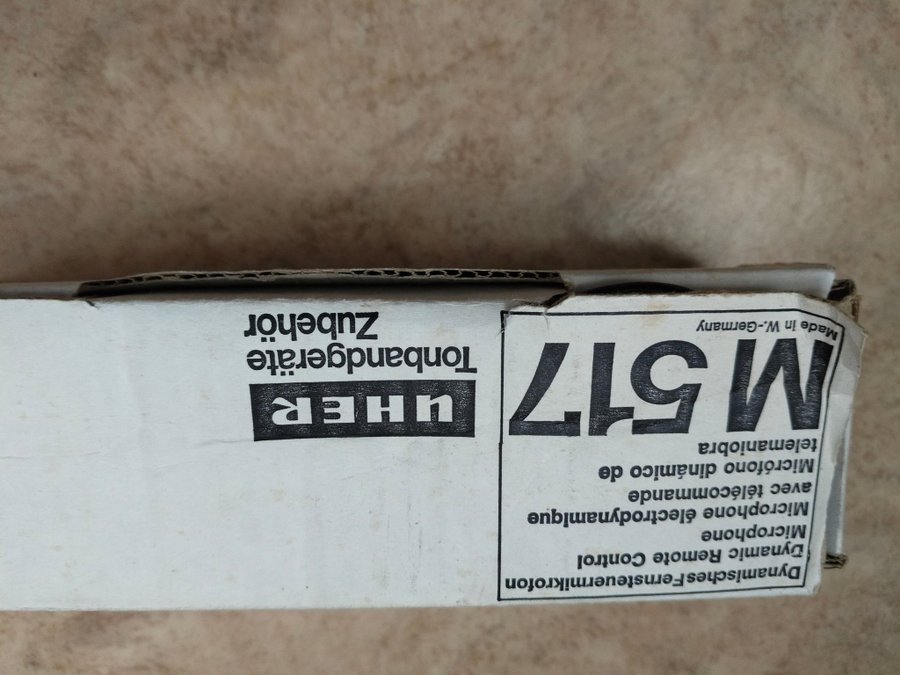 Dynamisches Fernsteuermikrofon
Dynamic Remote Control
Microphone
Microphone électrodynamique
avec télécommande
Micrófono dinámico de
telemaniobra
M 517
Made in W.-Germany
UHER
Tonbandgeräte
Zubehör